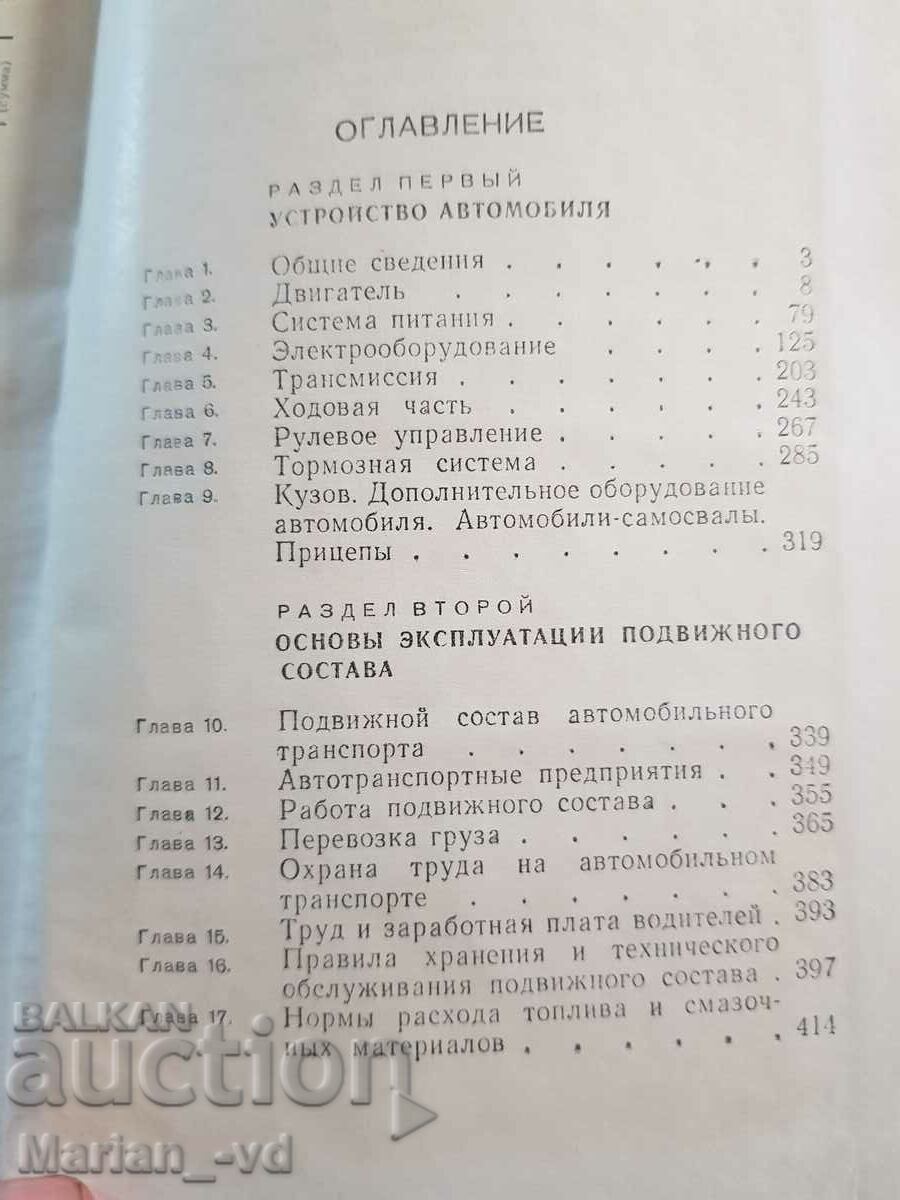 (сумма)
ОГЛАВЛЕНИЕ
РАЗДЕЛ ПЕРВЫЙ
УСТРОЙСТВО АВТОМОБИЛЯ
Глава 1. Общие сведения . . . . . . 3
Глава 2. Двигатель . . . . . . . 8
Глава 3. Система питания . . . . . . 79
Глава 4. Электрооборудование . . . . 125
Глава 5. Трансмиссия . . . . . . . 203
Глава 6. Ходовая часть . . . . . . 243
Глава 7. Рулевое управление . . . . . 267
Глава 8. Тормозная система . . . . . 285
Глава 9. Кузов. Дополнительное оборудование
автомобиля. Автомобили-самосвалы.
Прицепы . . . . . . . . 319
РАЗДЕЛ ВТОРОЙ
ОСНОВЫ ЭКСПЛУАТАЦИИ ПОДВИЖНОГО
СОСТАВА
Глава 10. Подвижной состав автомобильного
транспорта . . . . . . . . 339
Глава 11. Автотранспортные предприятия . . 349
Глава 12. Работа подвижного состава . . . 355
Глава 13. Перевозка груза . . . . . . 365
Глава 14. Охрана труда на автомобильном
транспорте . . . . . . . . 383
Глава 15. Труд и заработная плата водителей . 393
Глава 16. Правила хранения и технического
обслуживания подвижного состава . 397
Глава 17. Нормы расхода топлива и смазоч-
ных материалов . . . . . . 414
BALKAN
auction
Marian_-vd